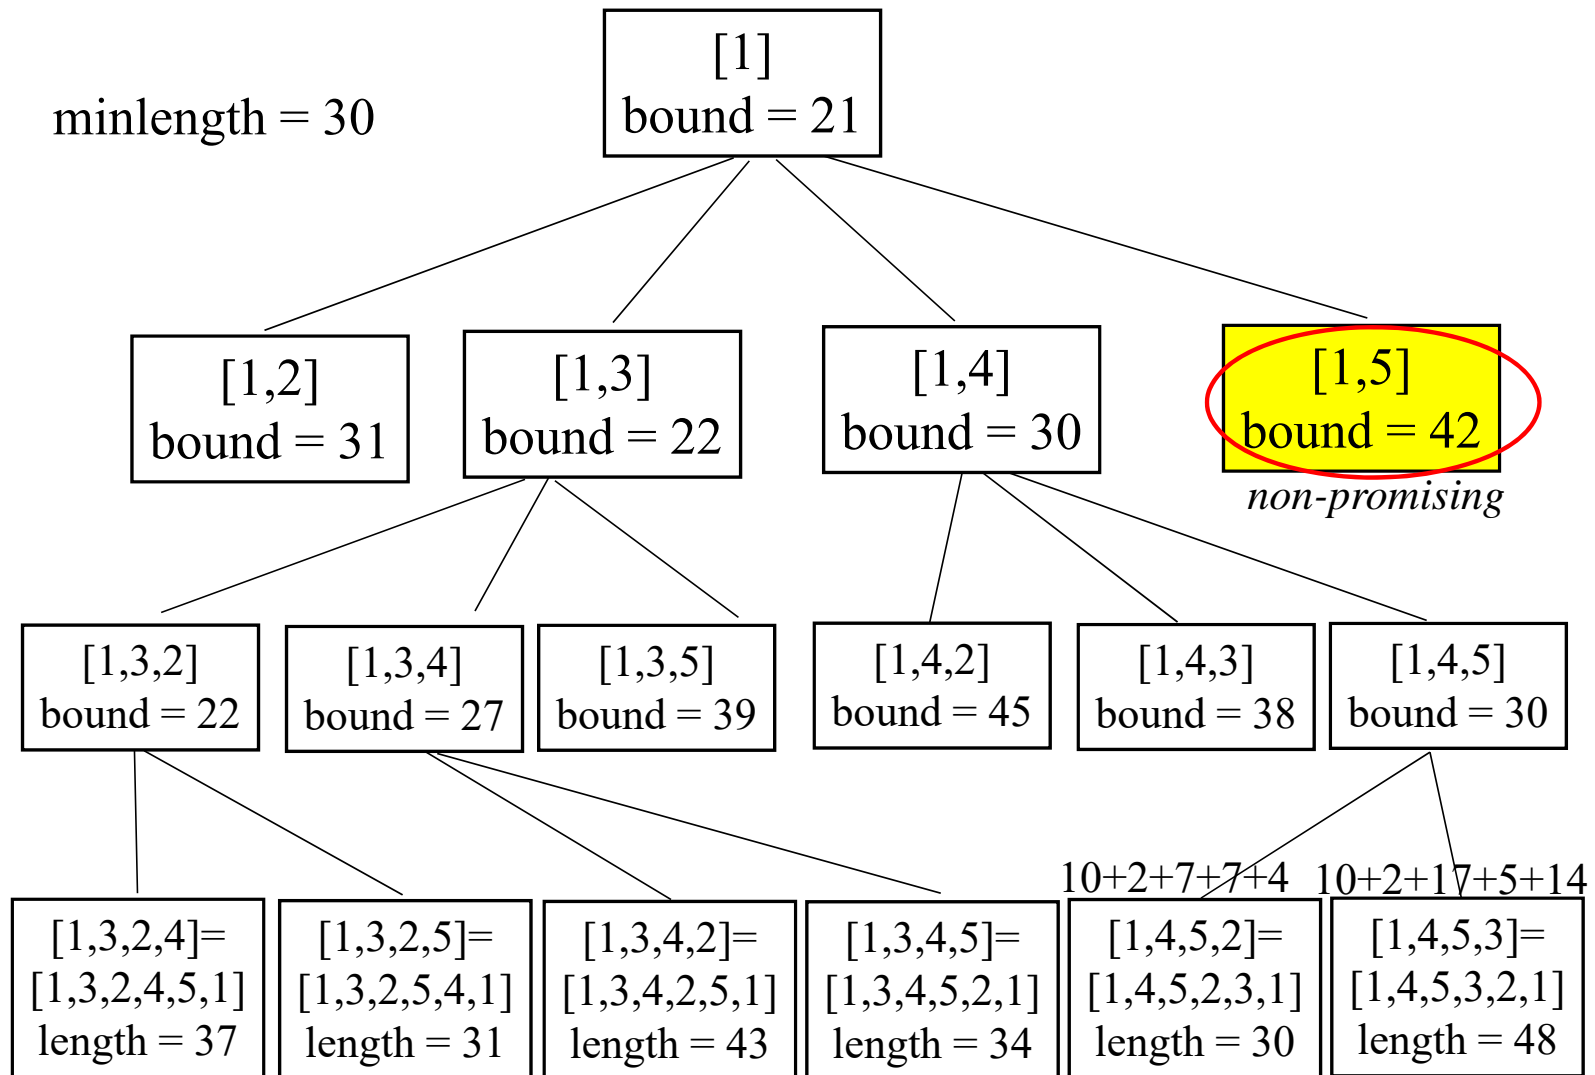 [1]
bound = 21
minlength = 30
[1,2]
bound = 31
[1,3]
bound = 22
[1,4]
bound = 30
[1,5]
bound = 42
non-promising
[1,3,2]
bound = 22
[1,3,4]
bound = 27
[1,3,5]
bound = 39
[1,4,2]
bound = 45
[1,4,3]
bound = 38
[1,4,5]
bound = 30
10+2+7+7+4
10+2+17+5+14
[1,3,2,4]=
[1,3,2,4,5,1]
length = 37
[1,3,2,5]=
[1,3,2,5,4,1]
length = 31
[1,3,4,2]=
[1,3,4,2,5,1]
length = 43
[1,3,4,5]=
[1,3,4,5,2,1]
length = 34
[1,4,5,2]=
[1,4,5,2,3,1]
length = 30
[1,4,5,3]=
[1,4,5,3,2,1]
length = 48